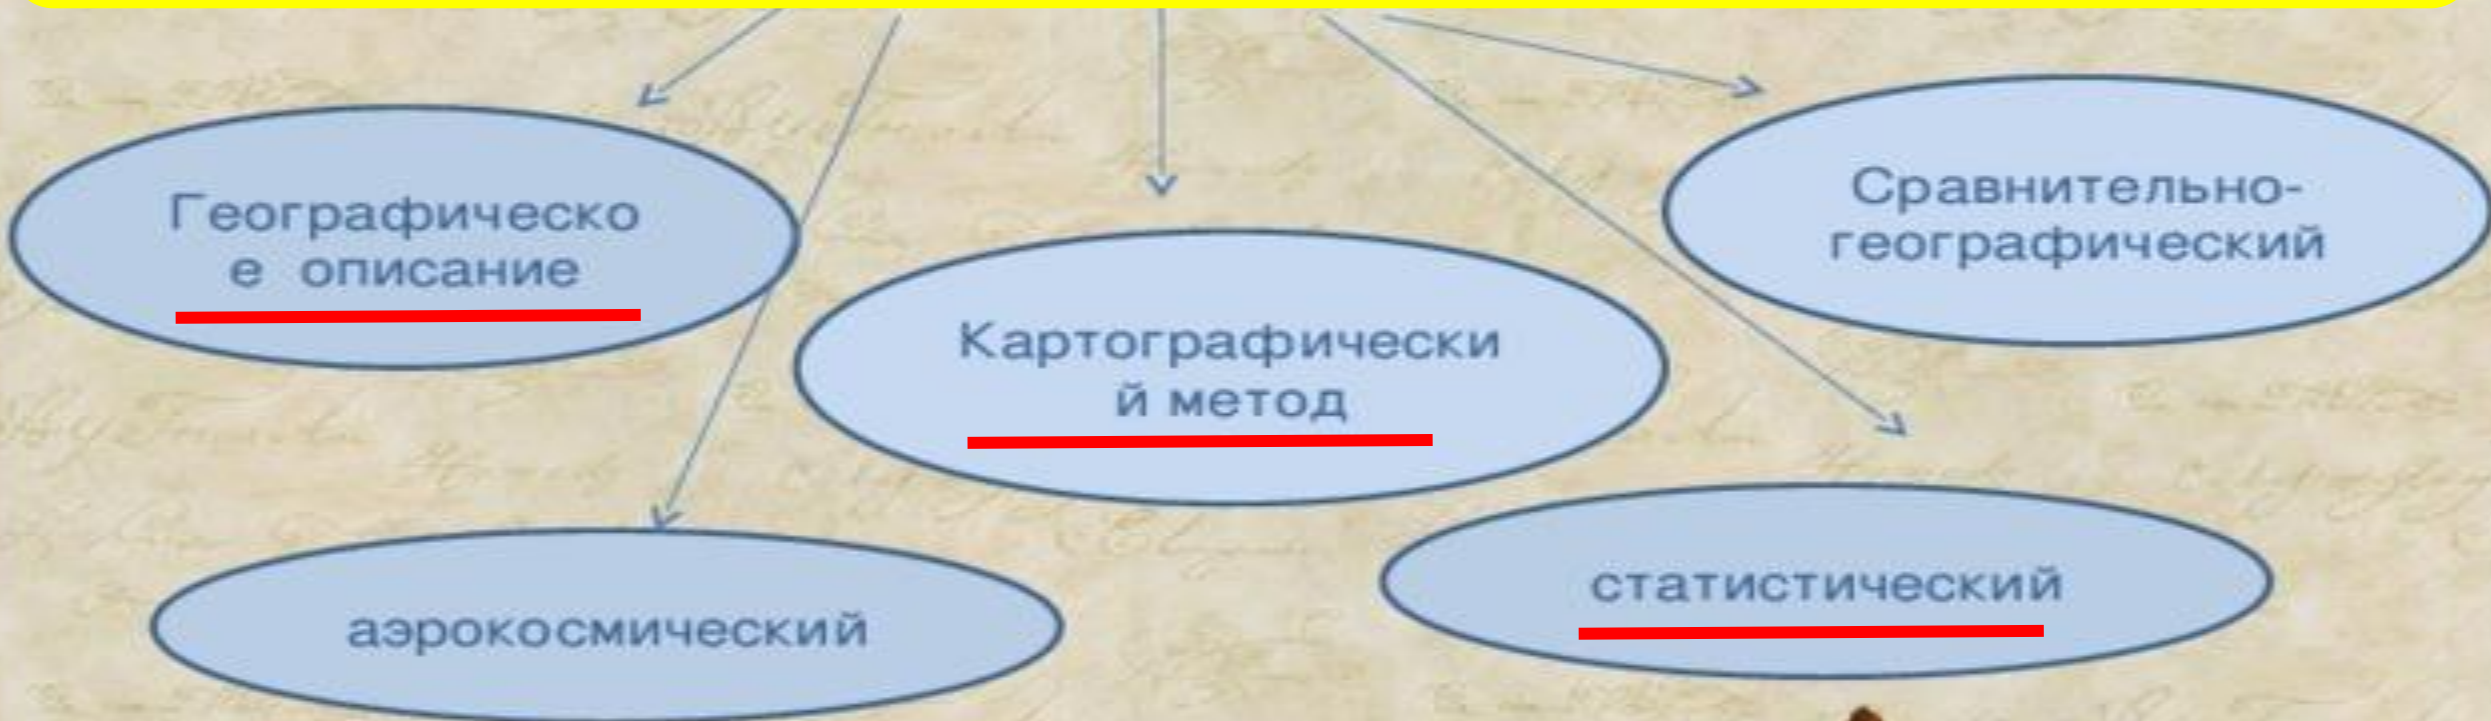 Географическо
е описание
Картографически
й метод
Сравнительно-
географический
аэрокосмический
статистический